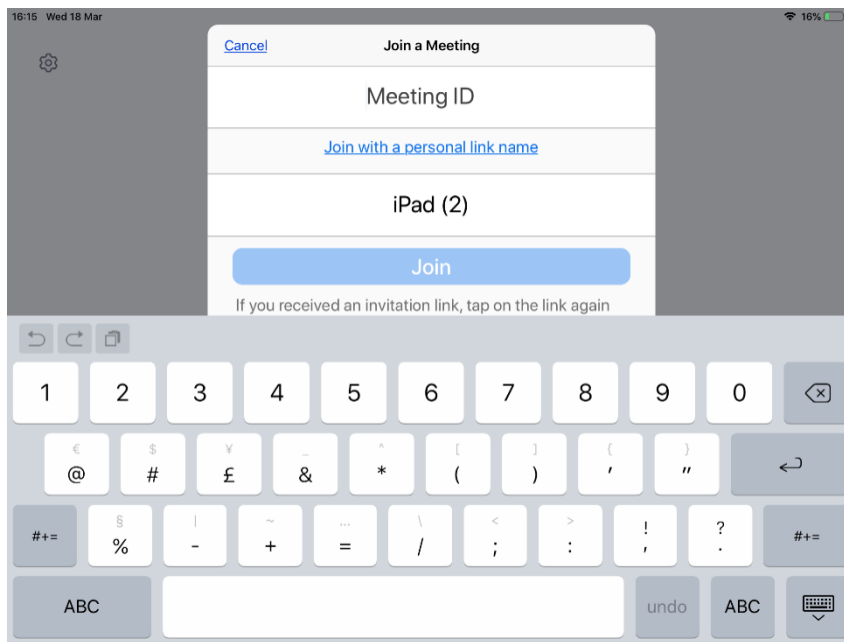 16:15 Wed 18 Mar 16%
Cancel Join a Meeting
Meeting ID
Join with a personal link name
iPad (2)
Join
If you received an invitation link, tap on the link again
1 2 3 4 5 6 7 8 9 0
€ $ ¥ _ ^ [ ] { }
@ # £ & * ( ) ' "
§ | ~ … \ < > ! ?
#+= % - + = / ; : , . #+=
ABC undo ABC